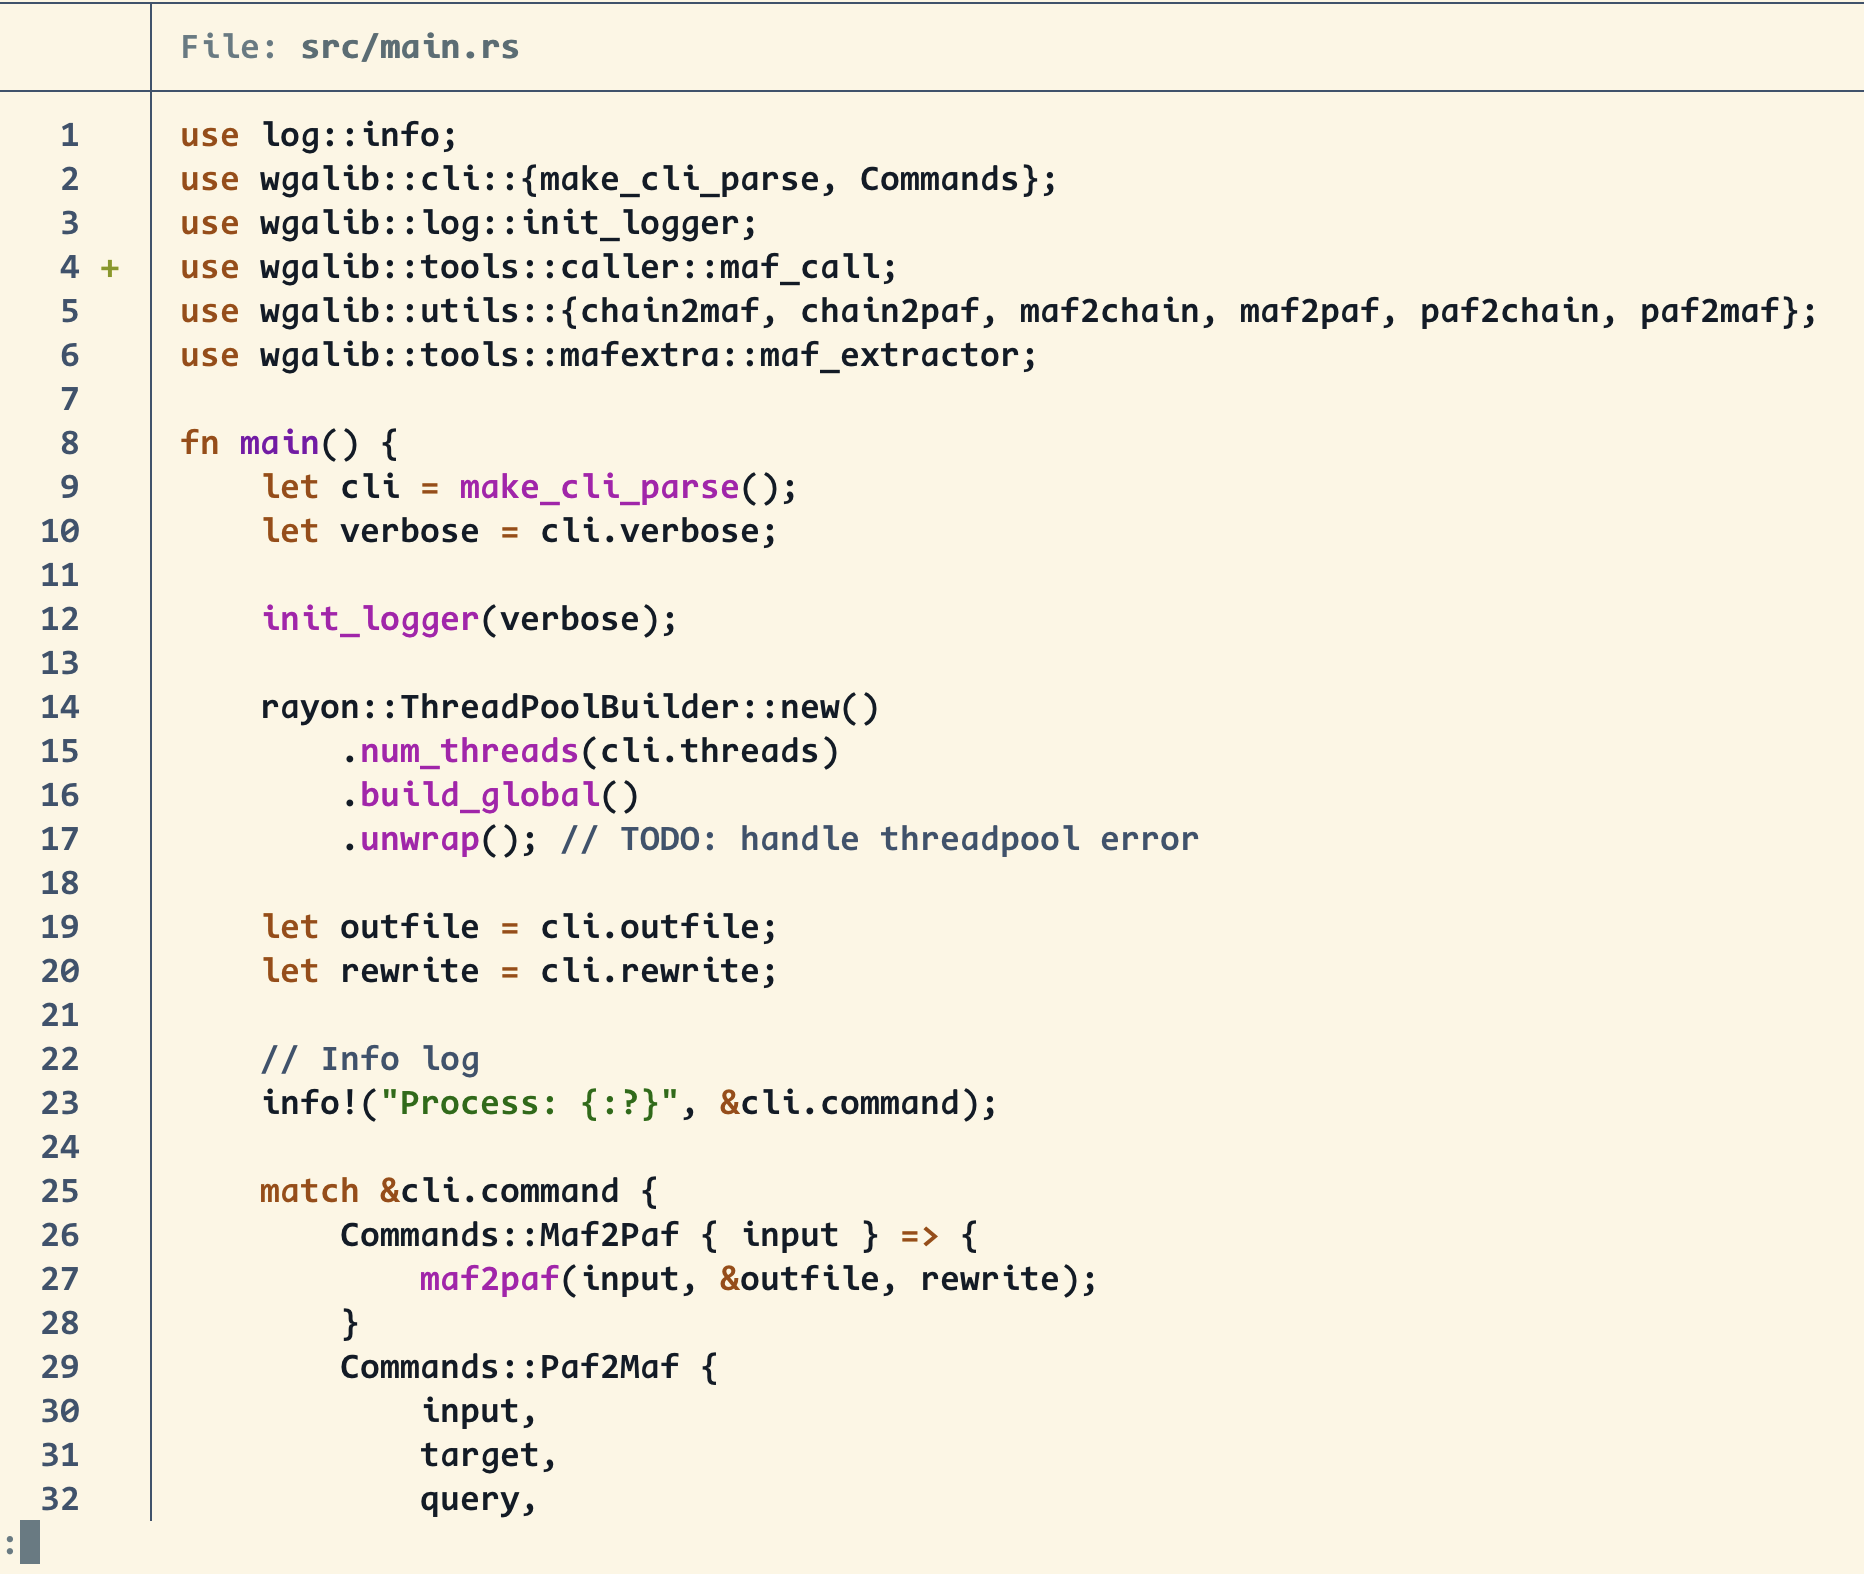 File: src/main.rs
1 use log::info;
2 use wgalib::cli::{make_cli_parse, Commands};
3 use wgalib::log::init_logger;
4 + use wgalib::tools::caller::maf_call;
5 use wgalib::utils::{chain2maf, chain2paf, maf2chain, maf2paf, paf2chain, paf2maf};
6 use wgalib::tools::mafextra::maf_extractor;
7
8 fn main() {
9     let cli = make_cli_parse();
10     let verbose = cli.verbose;
11
12     init_logger(verbose);
13
14     rayon::ThreadPoolBuilder::new()
15         .num_threads(cli.threads)
16         .build_global()
17         .unwrap(); // TODO: handle threadpool error
18
19     let outfile = cli.outfile;
20     let rewrite = cli.rewrite;
21
22     // Info log
23     info!("Process: {:?}", &cli.command);
24
25     match &cli.command {
26         Commands::Maf2Paf { input } => {
27             maf2paf(input, &outfile, rewrite);
28         }
29         Commands::Paf2Maf {
30             input,
31             target,
32             query,
: